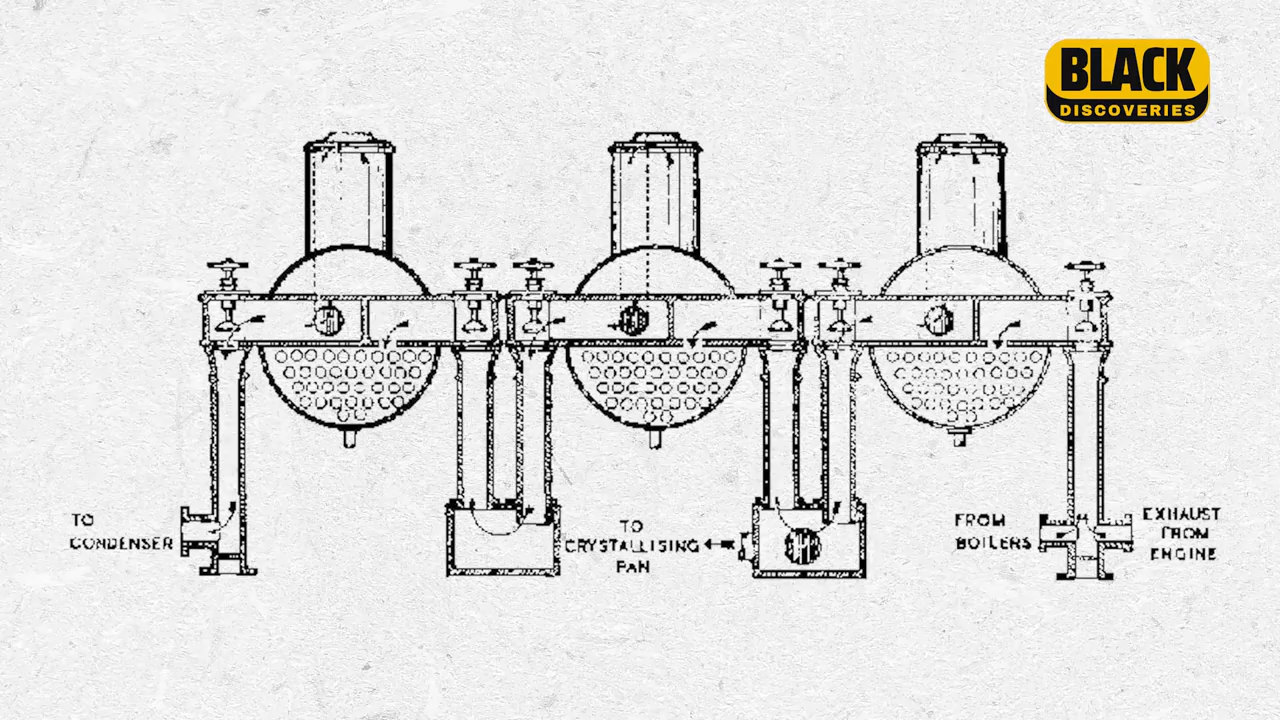 BLACK
DISCOVERIES
TO
CONDENSER
TO
CRYSTALLISING
PAN
FROM
BOILERS
EXHAUST
FROM
ENGINE